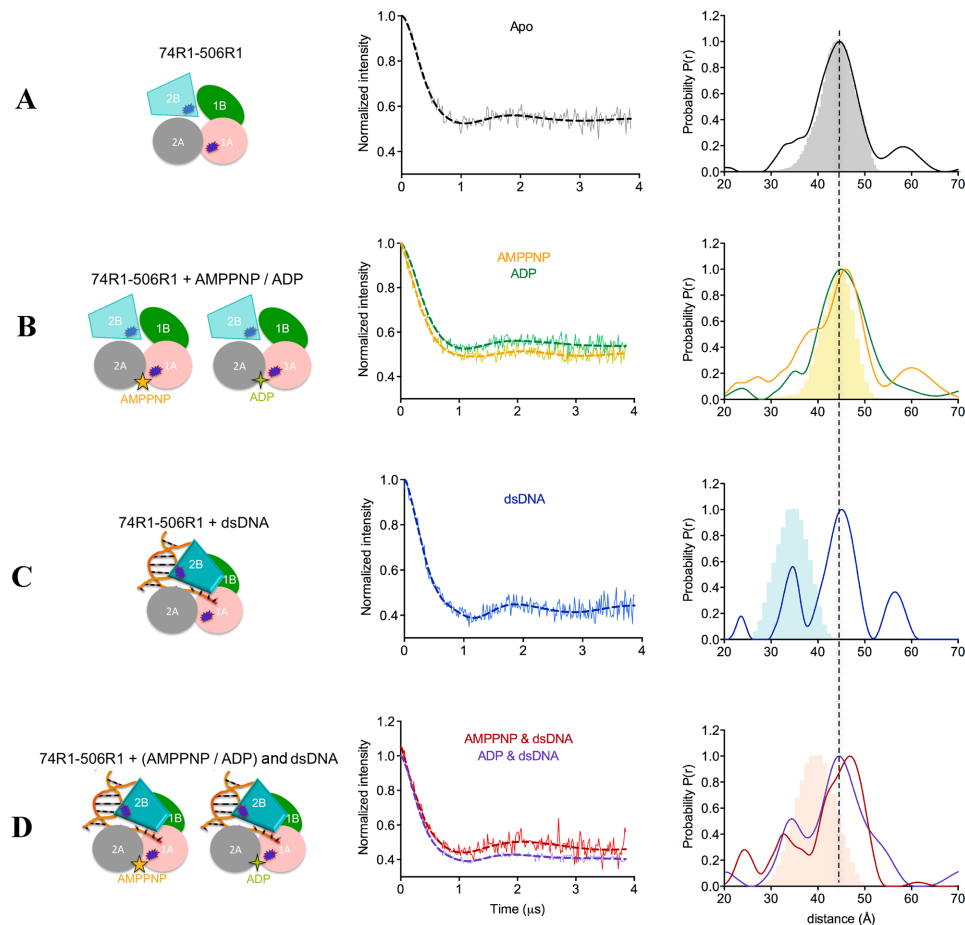 A
74R1-506R1
2B
1B
2A
1A
Normalized intensity
1.0
0.8
0.6
0.4
0
1
2
3
4
Apo
Probability P(r)
1.2
1.0
0.8
0.6
0.4
0.2
0.0
20
30
40
50
60
70
B
74R1-506R1 + AMPPNP / ADP
2B
1B
2A
1A
AMPPNP
2B
1B
2A
1A
ADP
Normalized intensity
1.0
0.8
0.6
0.4
0
1
2
3
4
AMPPNP
ADP
Probability P(r)
1.2
1.0
0.8
0.6
0.4
0.2
0.0
20
30
40
50
60
70
C
74R1-506R1 + dsDNA
2B
1B
2A
1A
Normalized intensity
1.0
0.8
0.6
0.4
0
1
2
3
4
dsDNA
Probability P(r)
1.2
1.0
0.8
0.6
0.4
0.2
0.0
20
30
40
50
60
70
D
74R1-506R1 + (AMPPNP / ADP) and dsDNA
2B
1B
2A
1A
AMPPNP
2B
1B
2A
1A
ADP
Normalized intensity
1.2
1.0
0.8
0.6
0.4
0
1
2
3
4
Time (μs)
AMPPNP & dsDNA
ADP & dsDNA
Probability P(r)
1.2
1.0
0.8
0.6
0.4
0.2
0.0
20
30
40
50
60
70
distance (Å)